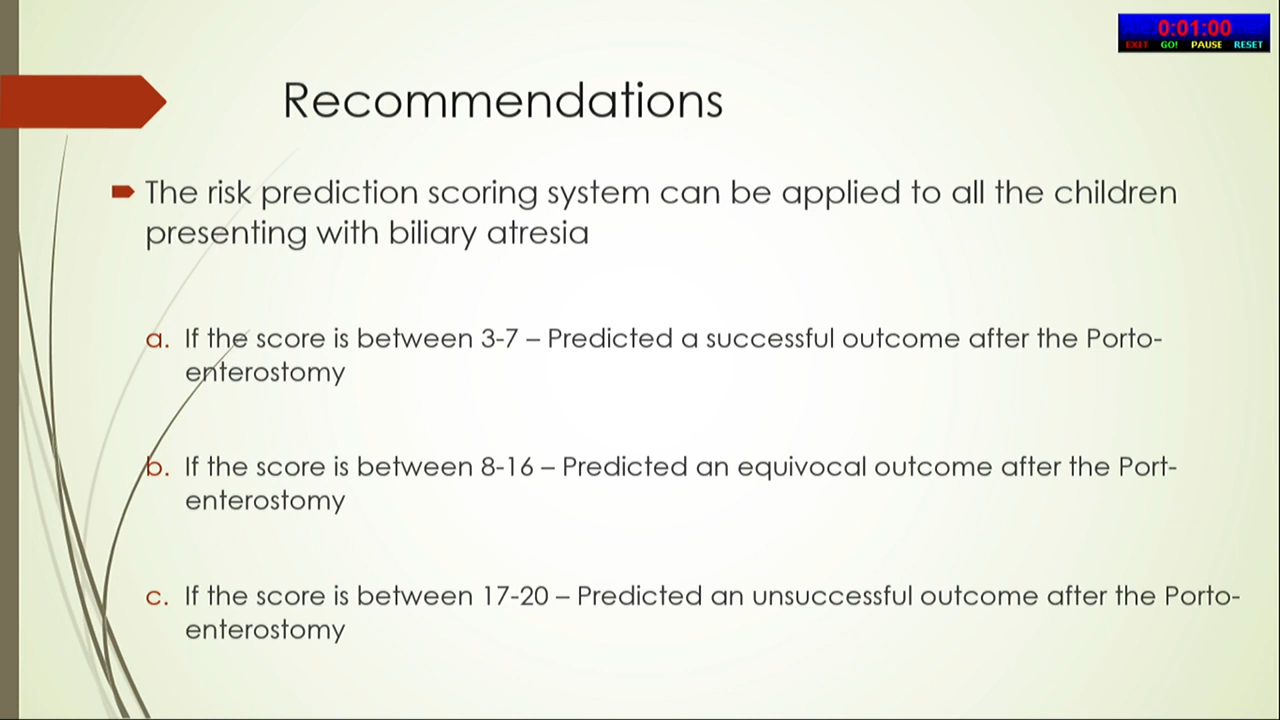 0:01:00
EXIT GO! PAUSE RESET
Recommendations
The risk prediction scoring system can be applied to all the children
presenting with biliary atresia
a. If the score is between 3-7 – Predicted a successful outcome after the Porto-
enterostomy
b. If the score is between 8-16 – Predicted an equivocal outcome after the Port-
enterostomy
c. If the score is between 17-20 – Predicted an unsuccessful outcome after the Porto-
enterostomy